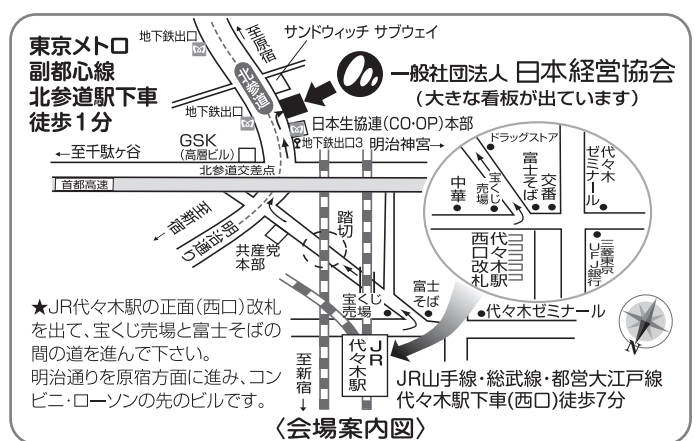 東京メトロ
副都心線
北参道駅下車
徒歩1分
地下鉄出口
至原宿
サンドウィッチ サブウェイ
北参道
一般社団法人 日本経営協会
(大きな看板が出ています)
地下鉄出口
日本生協連(CO・OP)本部
地下鉄出口3
明治神宮
←至千駄ケ谷
GSK
(高層ビル)
北参道交差点
首都高速
至新宿
明治通り
共産党
本部
踏切
宝くじ
売場
富士
そば
代々木ゼミナール
ドラッグストア
中華
宝くじ
売場
富士そば
交番
代々木
ゼミナール
代々木駅
西口改札
三菱東京
UFJ銀行
★JR代々木駅の正面(西口)改札
を出て、宝くじ売場と富士そばの
間の道を進んで下さい。
明治通りを原宿方面に進み、コン
ビニ・ローソンの先のビルです。
至新宿
↓
JR
代々木駅
N
JR山手線・総武線・都営大江戸線
代々木駅下車(西口)徒歩7分
〈会場案内図〉